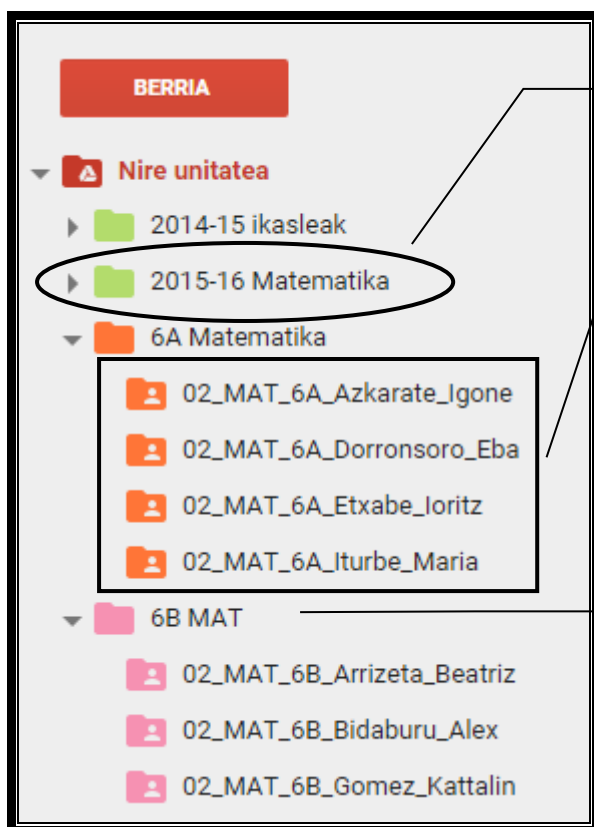 BERRIA
Nire unitatea
2014-15 ikasleak
2015-16 Matematika
6A Matematika
02_MAT_6A_Azkarate_Igone
02_MAT_6A_Dorronsoro_Eba
02_MAT_6A_Etxabe_Ioritz
02_MAT_6A_Iturbe_Maria
6B MAT
02_MAT_6B_Arrizeta_Beatriz
02_MAT_6B_Bidaburu_Alex
02_MAT_6B_Gomez_Kattalin